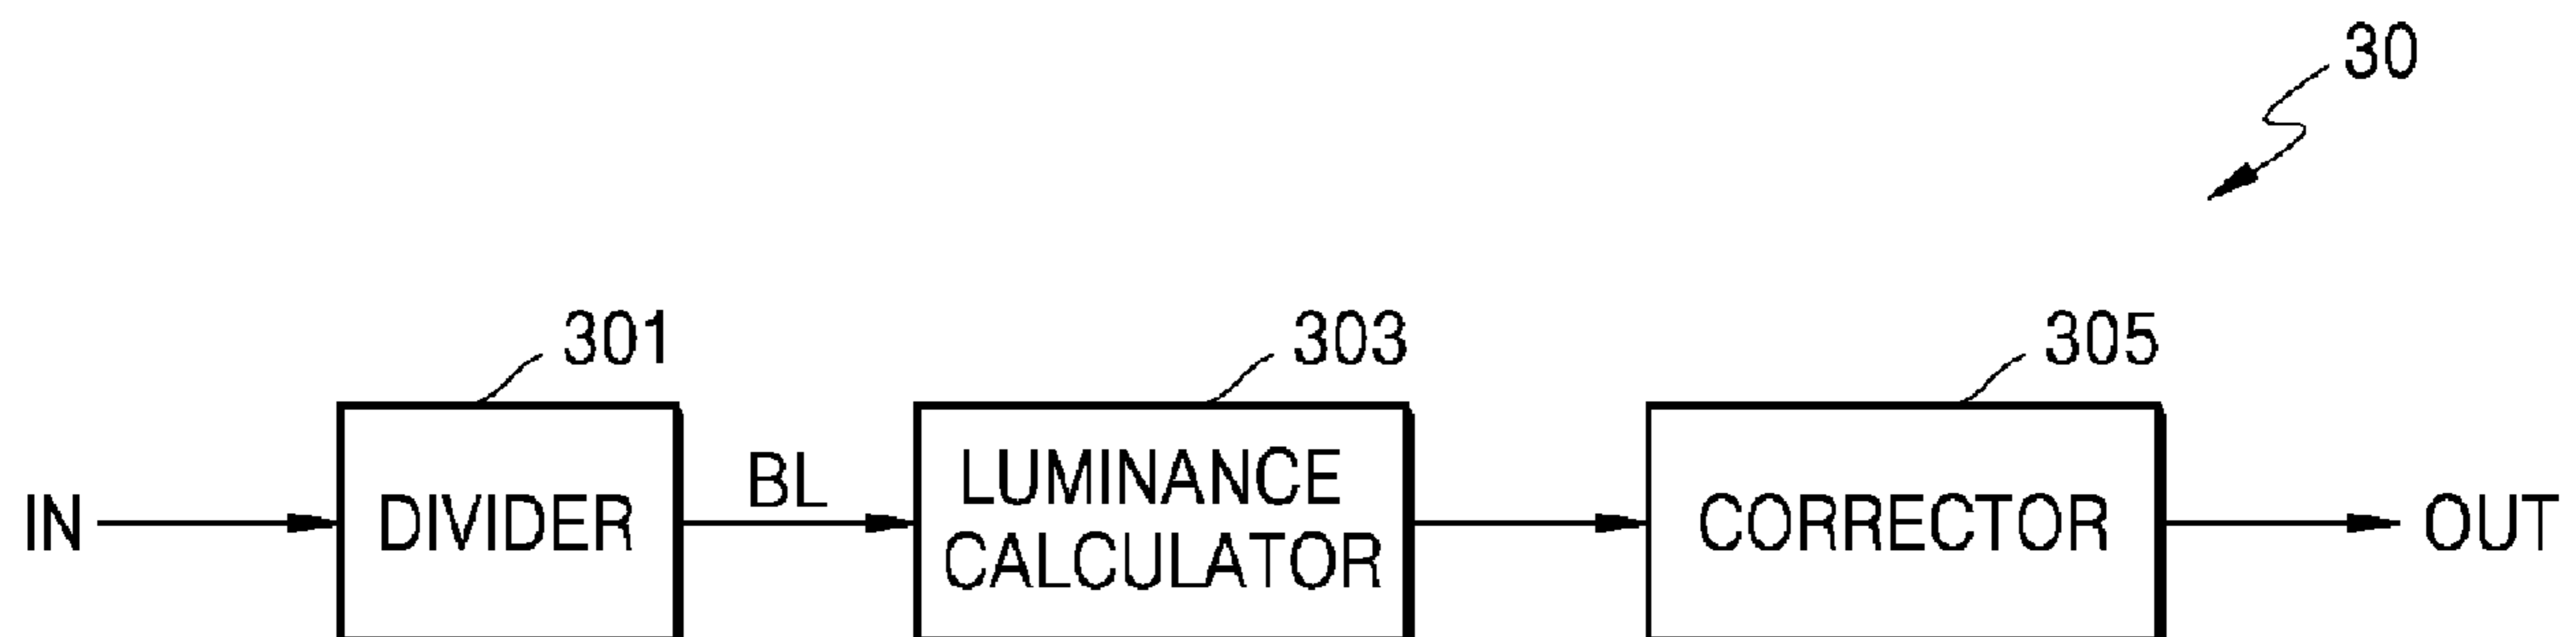 30
301
303
305
IN
DIVIDER
BL
LUMINANCE
CALCULATOR
CORRECTOR
OUT